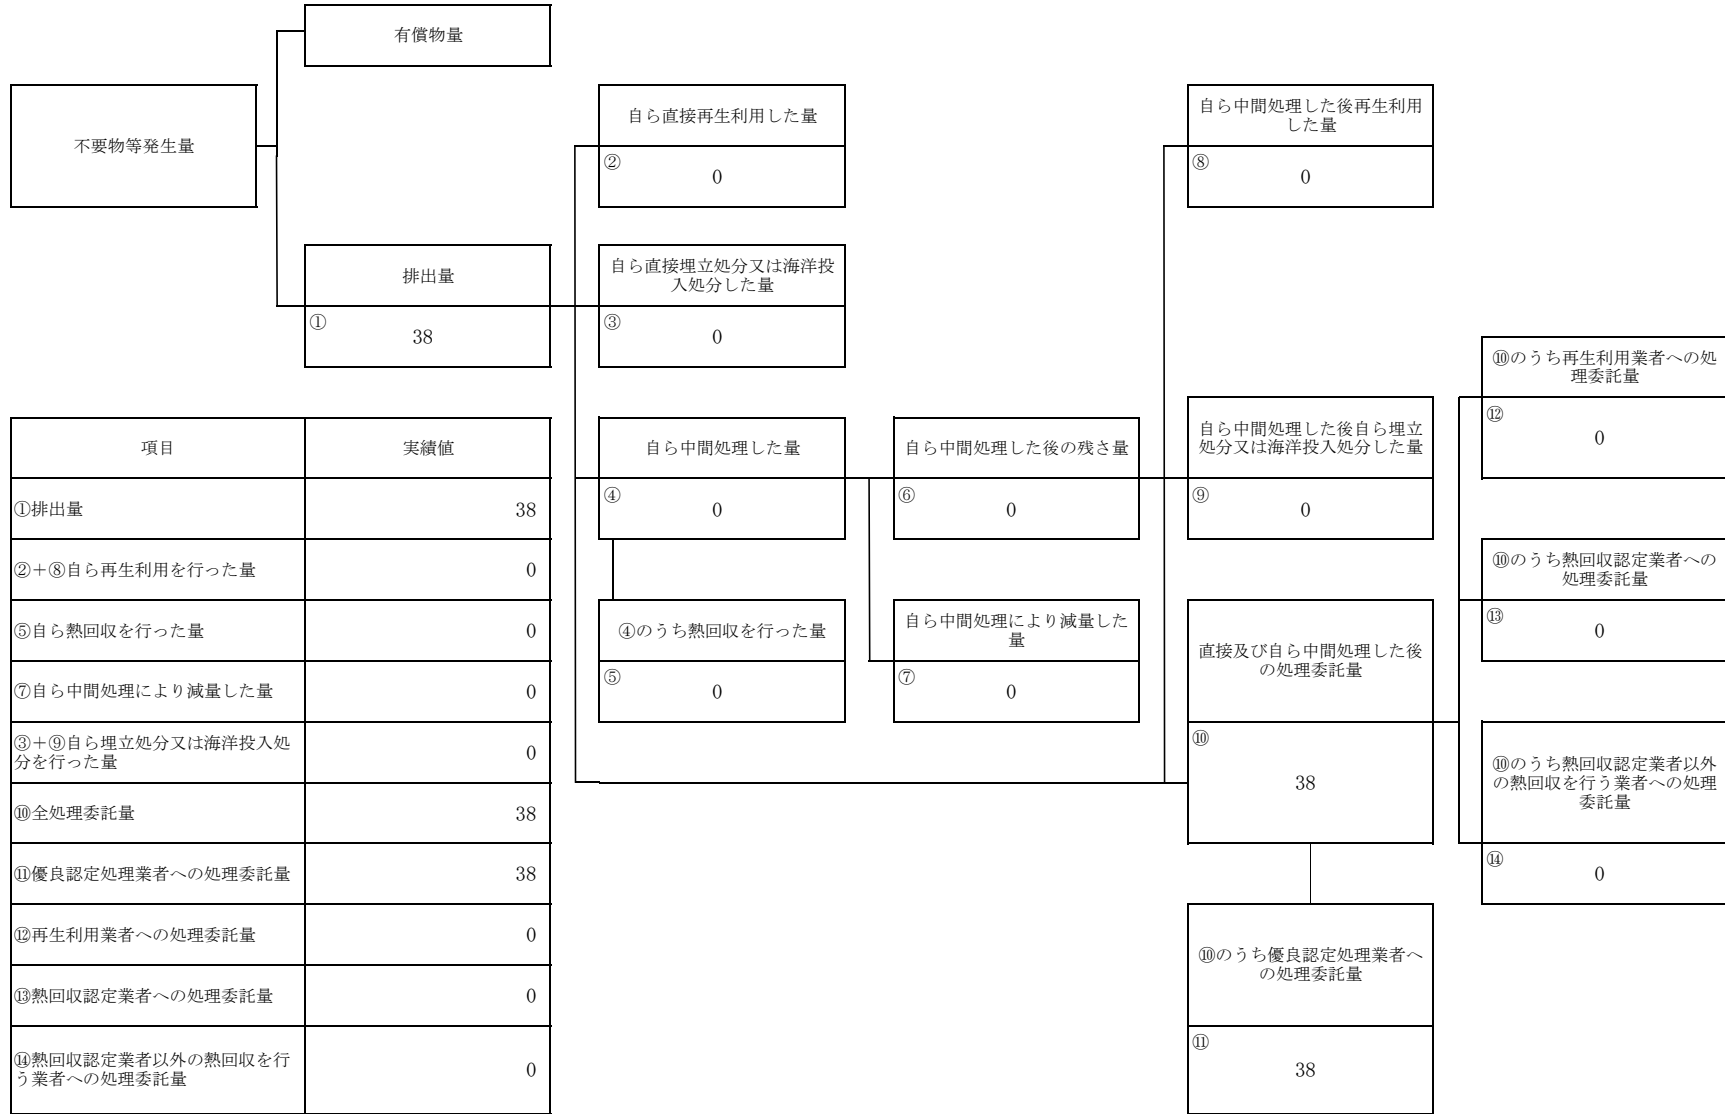 有償物量
不要物等発生量
自ら直接再生利用した量
②
0
自ら中間処理した後再生利用
した量
⑧
0
排出量
①
38
自ら直接埋立処分又は海洋投
入処分した量
③
0
⑩のうち再生利用業者への処
理委託量
⑫
0
自ら中間処理した量
④
0
自ら中間処理した後の残さ量
⑥
0
自ら中間処理した後自ら埋立
処分又は海洋投入処分した量
⑨
0
⑩のうち熱回収認定業者への
処理委託量
⑬
0
④のうち熱回収を行った量
⑤
0
自ら中間処理により減量した
量
⑦
0
直接及び自ら中間処理した後
の処理委託量
⑩
38
⑩のうち熱回収認定業者以外
の熱回収を行う業者への処理
委託量
⑭
0
⑩のうち優良認定処理業者へ
の処理委託量
⑪
38
項目 実績値
①排出量 38
②+⑧自ら再生利用を行った量 0
⑤自ら熱回収を行った量 0
⑦自ら中間処理により減量した量 0
③+⑨自ら埋立処分又は海洋投入処
分を行った量 0
⑩全処理委託量 38
⑪優良認定処理業者への処理委託量 38
⑫再生利用業者への処理委託量 0
⑬熱回収認定業者への処理委託量 0
⑭熱回収認定業者以外の熱回収を行
う業者への処理委託量 0